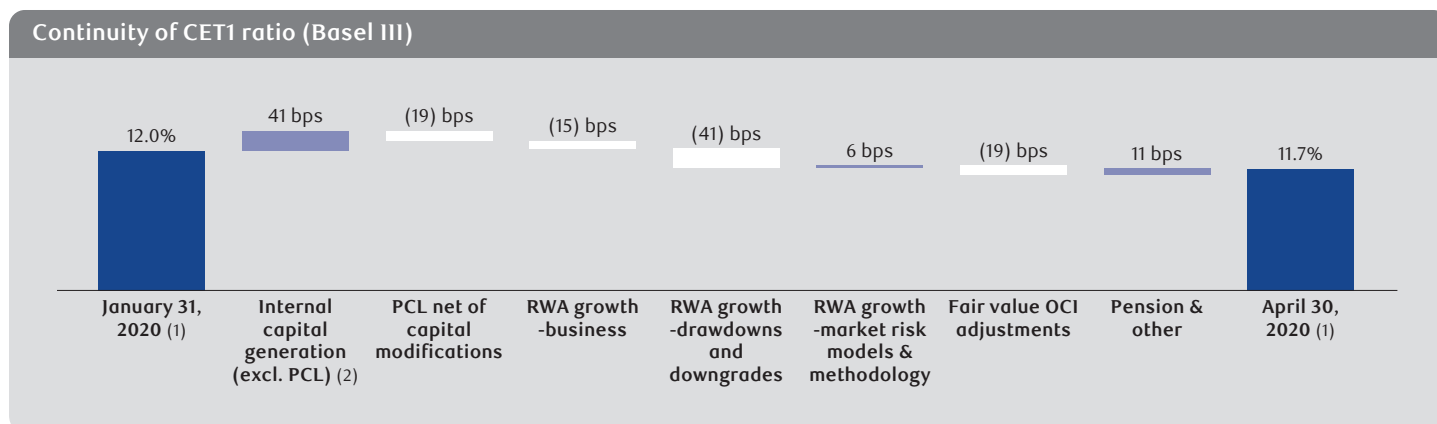 Continuity of CET1 ratio (Basel III)
12.0%
41 bps
(19) bps
(15) bps
(41) bps
6 bps
(19) bps
11 bps
11.7%
January 31,
2020 (1)
Internal
capital
generation
(excl. PCL) (2)
PCL net of
capital
modifications
RWA growth
-business
RWA growth
-drawdowns
and
downgrades
RWA growth
-market risk
models &
methodology
Fair value OCI
adjustments
Pension &
other
April 30,
2020 (1)